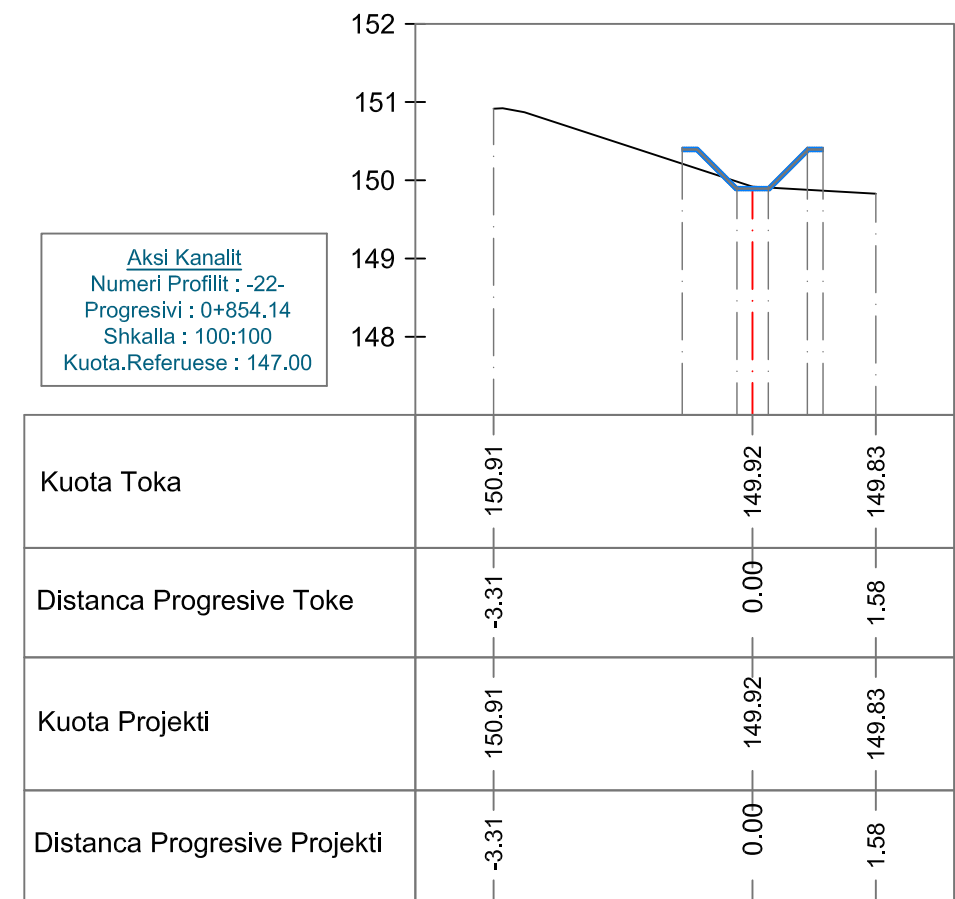 152
151
150
149
148
Aksi Kanalit
Numeri Profilit : -22-
Progresivi : 0+854.14
Shkalla : 100:100
Kuota.Referuese : 147.00
Kuota Toka 150.91 149.92 149.83
Distanca Progresive Toke -3.31 0.00 1.58
Kuota Projekti 150.91 149.92 149.83
Distanca Progresive Projekti -3.31 0.00 1.58